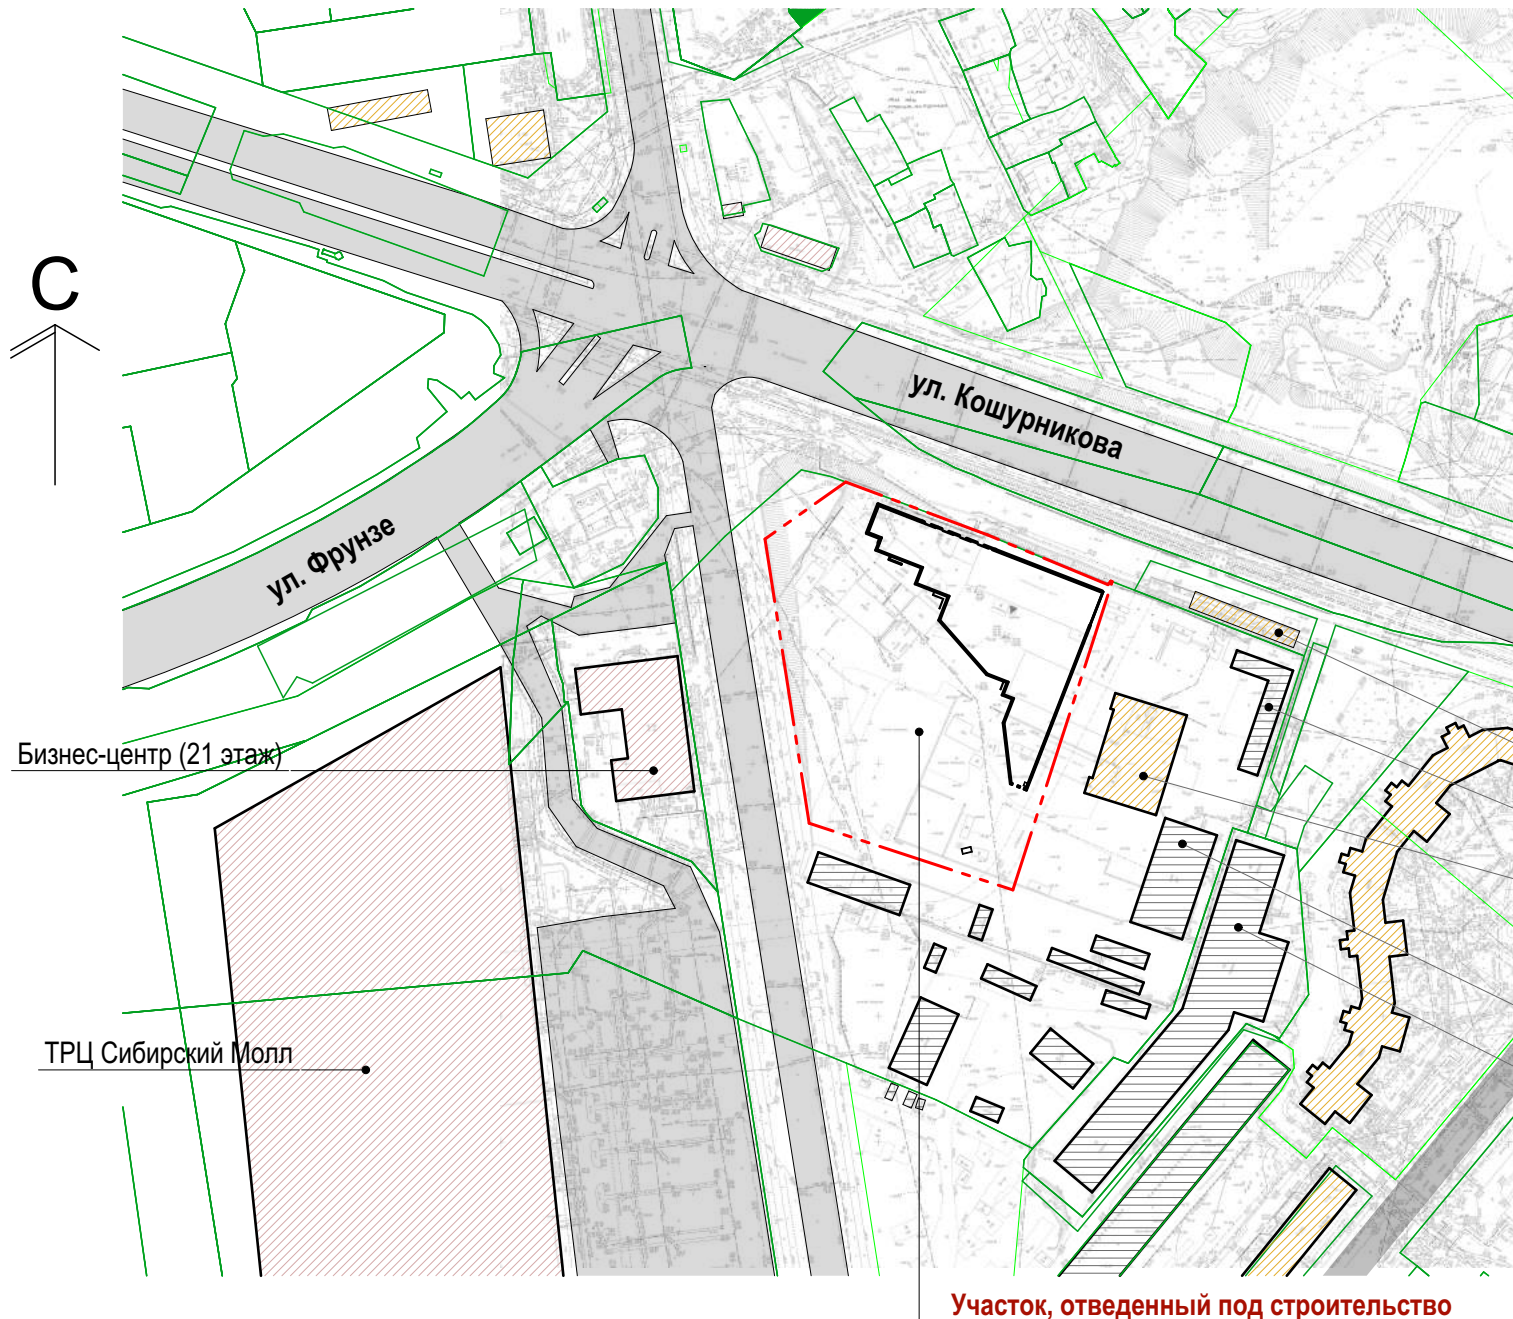 С
ул. Кошурникова
ул. Фрунзе
Бизнес-центр (21 этаж)
ТРЦ Сибирский Молл
Участок, отведенный под строительство